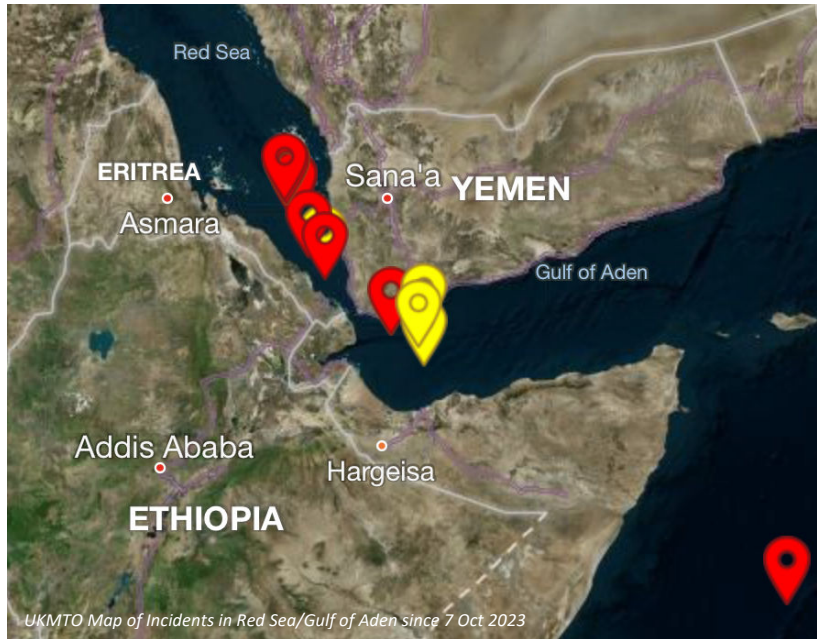 Red Sea
ERITREA
Asmara
Sana'a
YEMEN
Gulf of Aden
Addis Ababa
Hargeisa
ETHIOPIA
UKMTO Map of Incidents in Red Sea/Gulf of Aden since 7 Oct 2023